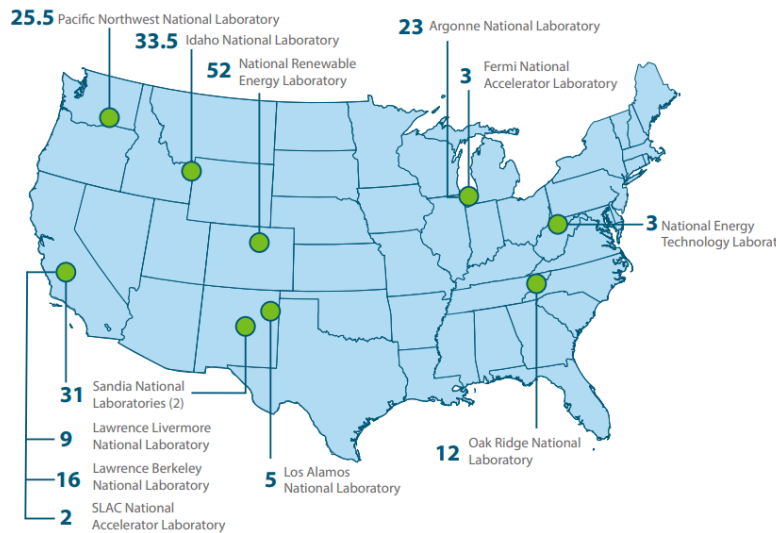 25.5 Pacific Northwest National Laboratory
33.5 Idaho National Laboratory
52 National Renewable
Energy Laboratory
23 Argonne National Laboratory
3 Fermi National
Accelerator Laboratory
3 National Energy
Technology Laborat
31 Sandia National
Laboratories (2)
9 Lawrence Livermore
National Laboratory
16 Lawrence Berkeley
National Laboratory
2 SLAC National
Accelerator Laboratory
5 Los Alamos
National Laboratory
12 Oak Ridge National
Laboratory